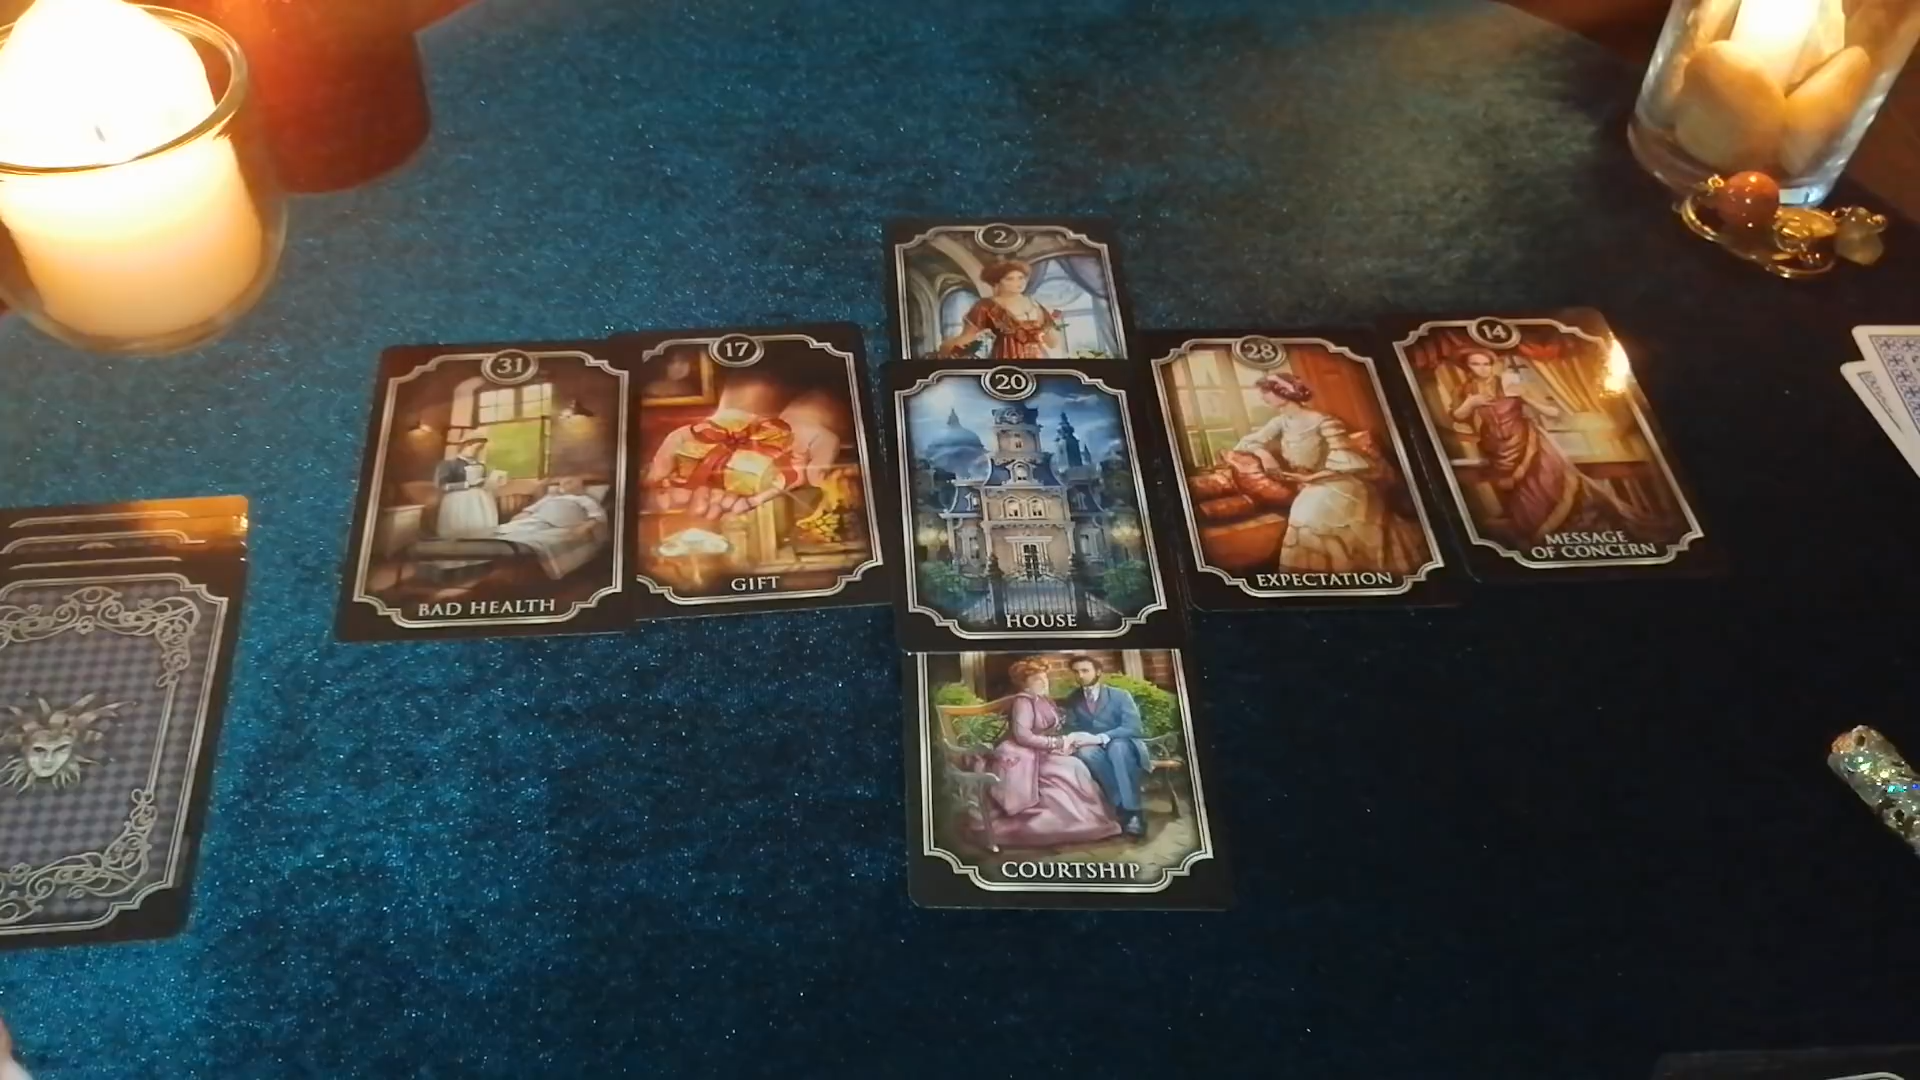 2
31
BAD HEALTH
17
GIFT
20
HOUSE
28
EXPECTATION
14
MESSAGE
OF CONCERN
COURTSHIP